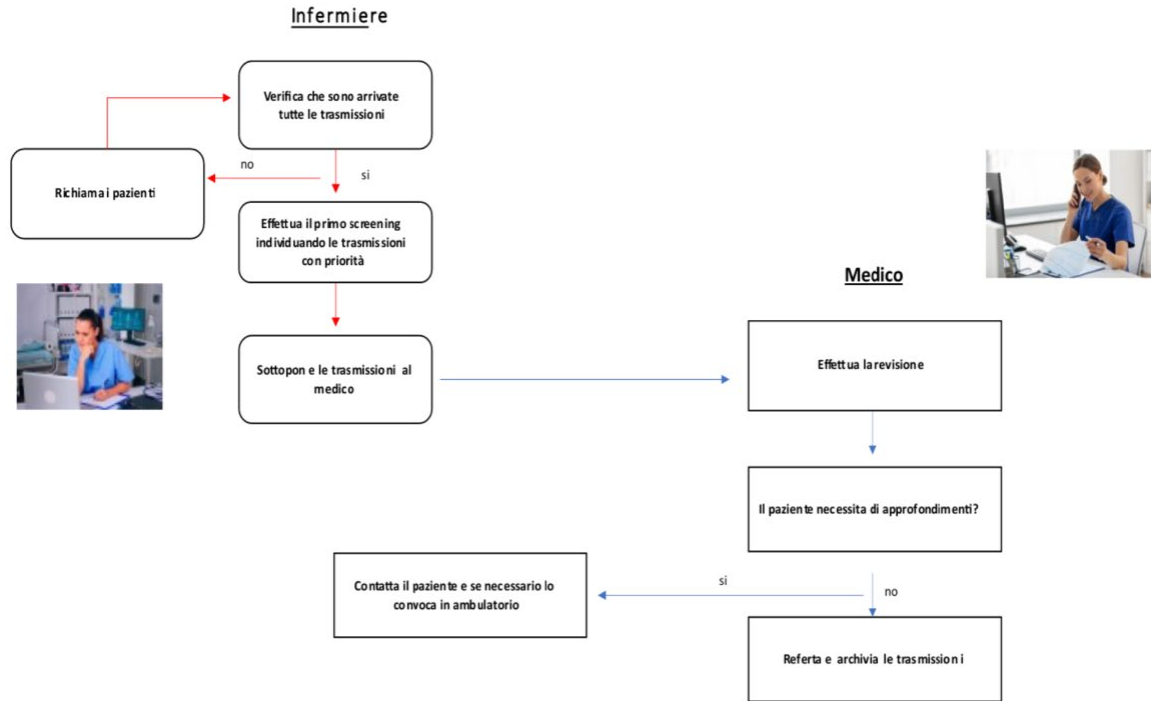 Infermiere
Verifica che sono arrivate
tutte le trasmissioni
no
si
Richiama i pazienti
Effettua il primo screening
individuando le trasmissioni
con priorità
Medico
Sottopone le trasmissioni al
medico
Effettua la revisione
Il paziente necessita di approfondimenti?
Contatta il paziente e se necessario lo
convoca in ambulatorio
si
no
Referta e archivia le trasmissioni